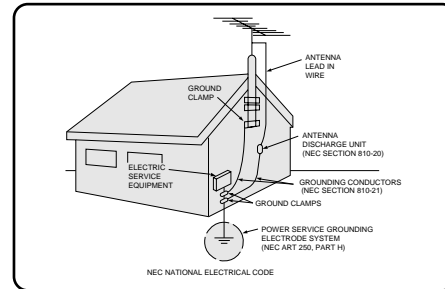 ANTENNA
LEAD IN
WIRE
GROUND
CLAMP
ANTENNA
DISCHARGE UNIT
(NEC SECTION 810-20)
ELECTRIC
SERVICE
EQUIPMENT
GROUNDING CONDUCTORS
(NEC SECTION 810-21)
GROUND CLAMPS
POWER SERVICE GROUNDING
ELECTRODE SYSTEM
(NEC ART 250, PART H)
NEC NATIONAL ELECTRICAL CODE